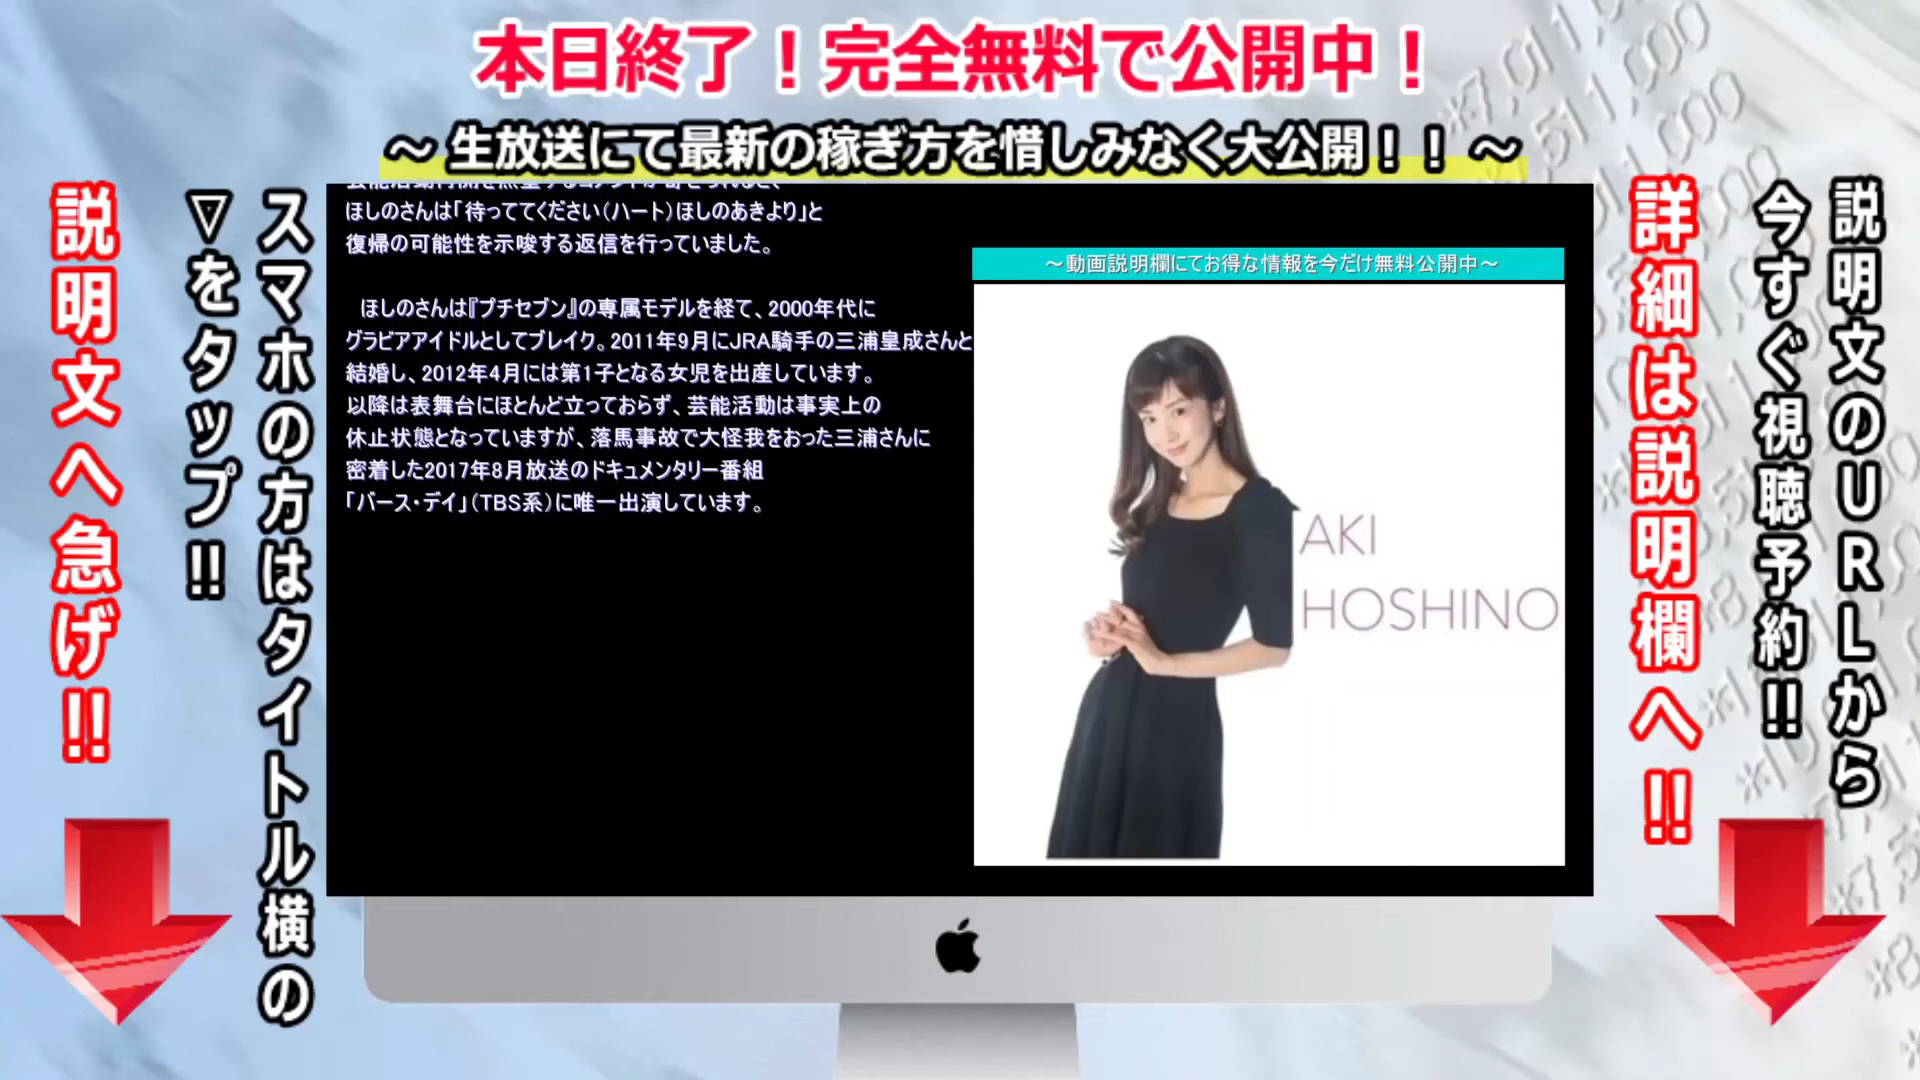 本日終了！完全無料で公開中！
～ 生放送にて最新の稼ぎ方を惜しみなく大公開！！ ～
説明文へ急げ!!
スマホの方はタイトル横の
▽をタップ!!
ほしのさんは「待っててください（ハート）ほしのあきより」と
復帰の可能性を示唆する返信を行っていました。
ほしのさんは『プチセブン』の専属モデルを経て、2000年代に
グラビアアイドルとしてブレイク。2011年9月にJRA騎手の三浦皇成さんと
結婚し、2012年4月には第1子となる女児を出産しています。
以降は表舞台にほとんど立っておらず、芸能活動は事実上の
休止状態となっていますが、落馬事故で大怪我をおった三浦さんに
密着した2017年8月放送のドキュメンタリー番組
「バース・デイ」（TBS系）に唯一出演しています。
～動画説明欄にてお得な情報を今だけ無料公開中～
AKI
HOSHINO
説明文のURLから
今すぐ視聴予約!!
詳細は説明欄へ!!